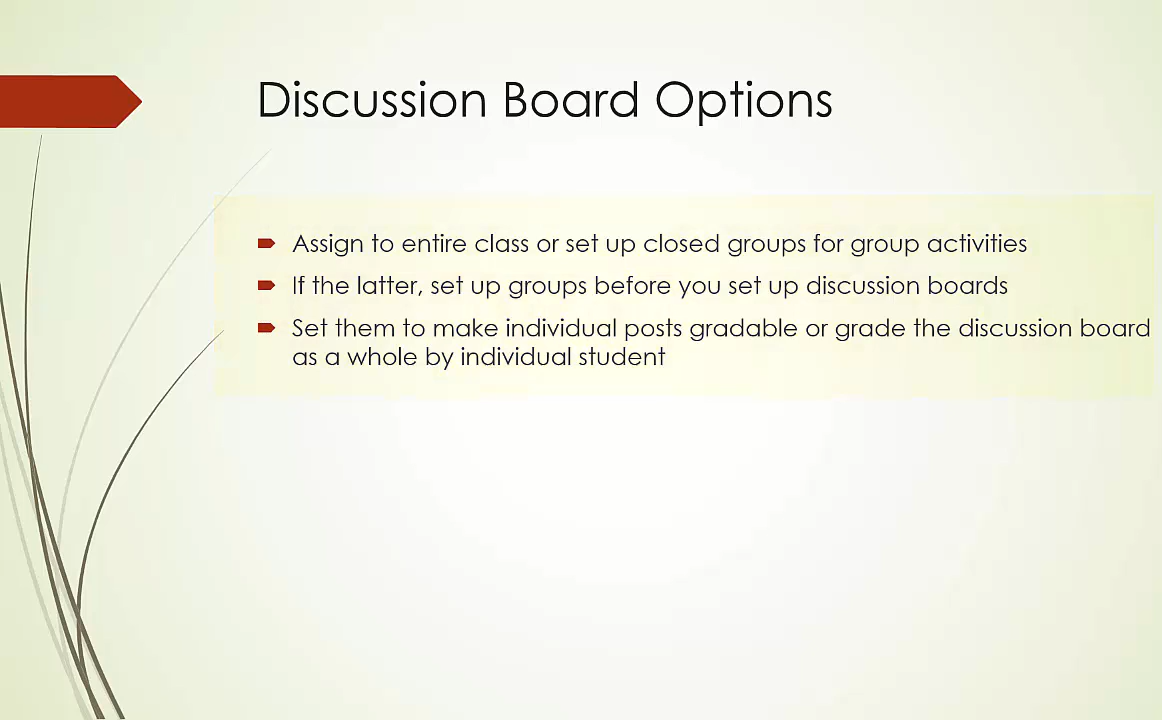 Discussion Board Options
Assign to entire class or set up closed groups for group activities
If the latter, set up groups before you set up discussion boards
Set them to make individual posts gradable or grade the discussion board
as a whole by individual student